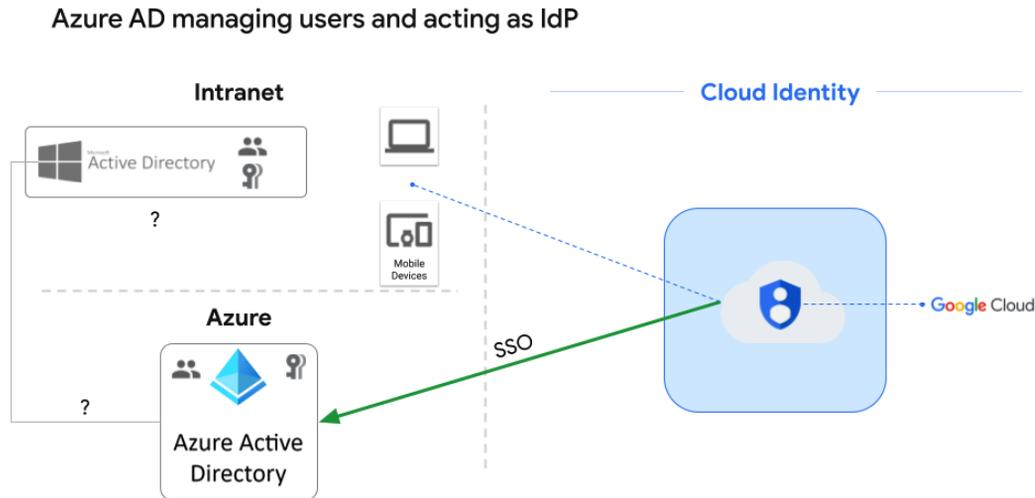 Azure AD managing users and acting as IdP
Intranet
Cloud Identity
Microsoft
Active Directory
?
Mobile
Devices
Azure
Google Cloud
SSO
?
Azure Active
Directory